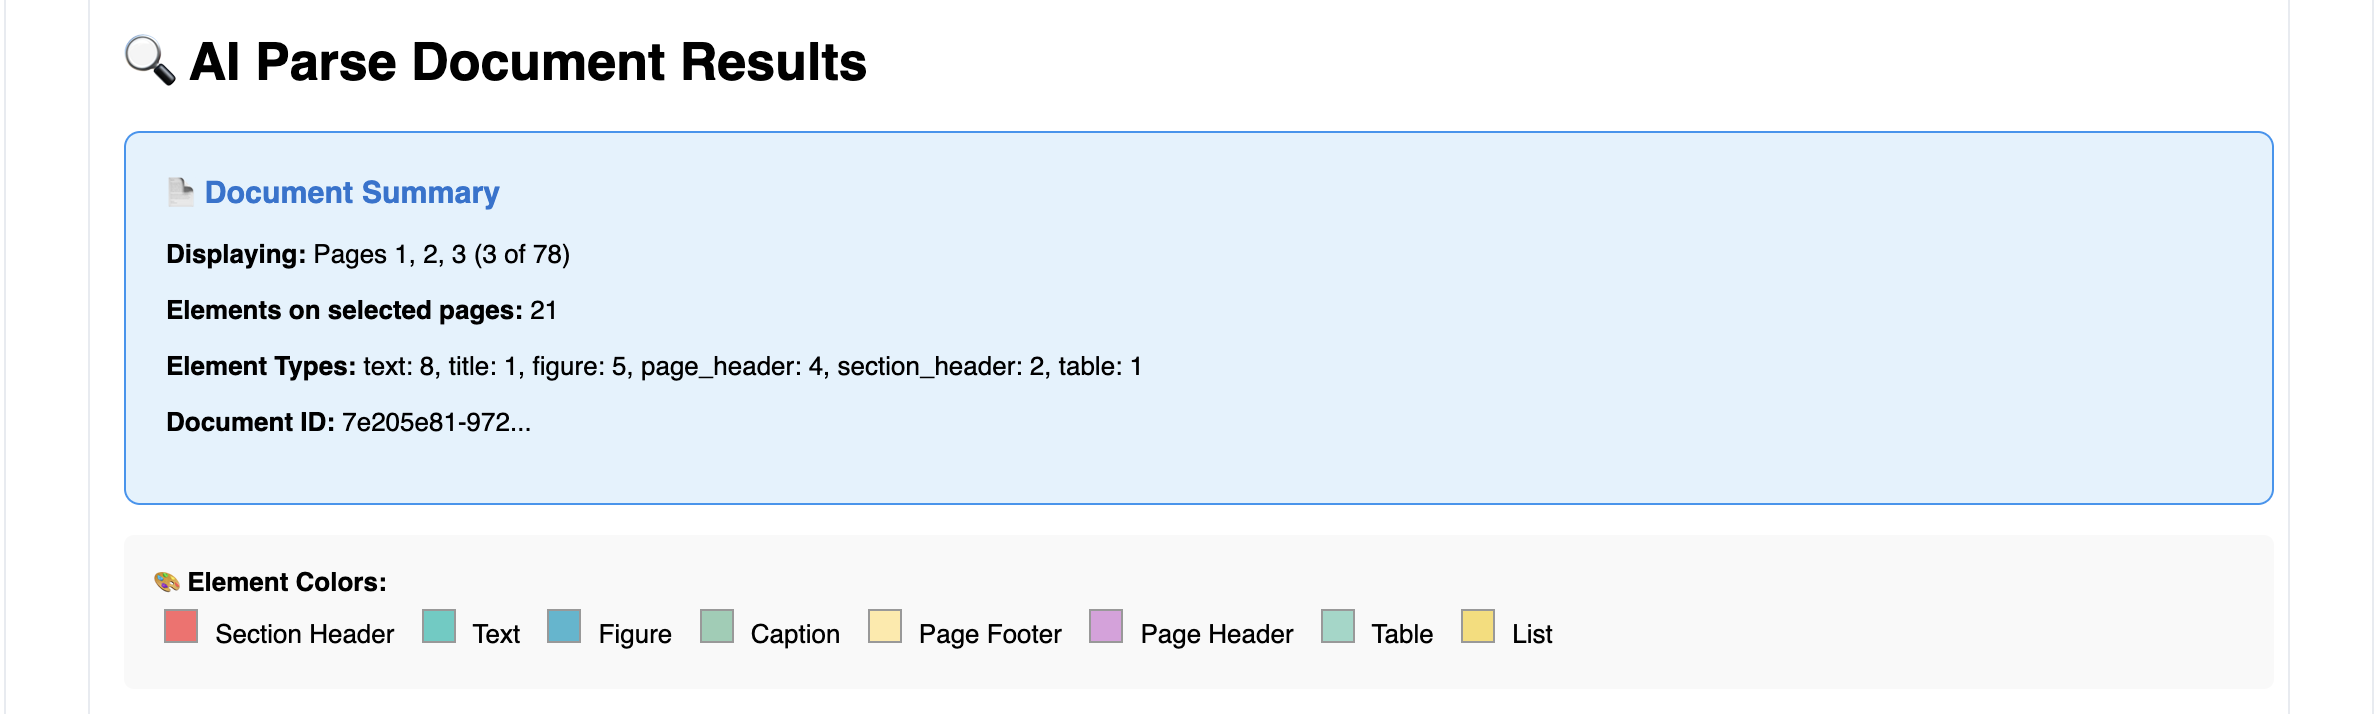 AI Parse Document Results
Document Summary
Displaying: Pages 1, 2, 3 (3 of 78)
Elements on selected pages: 21
Element Types: text: 8, title: 1, figure: 5, page_header: 4, section_header: 2, table: 1
Document ID: 7e205e81-972...
Element Colors:
Section Header Text Figure Caption Page Footer Page Header Table List